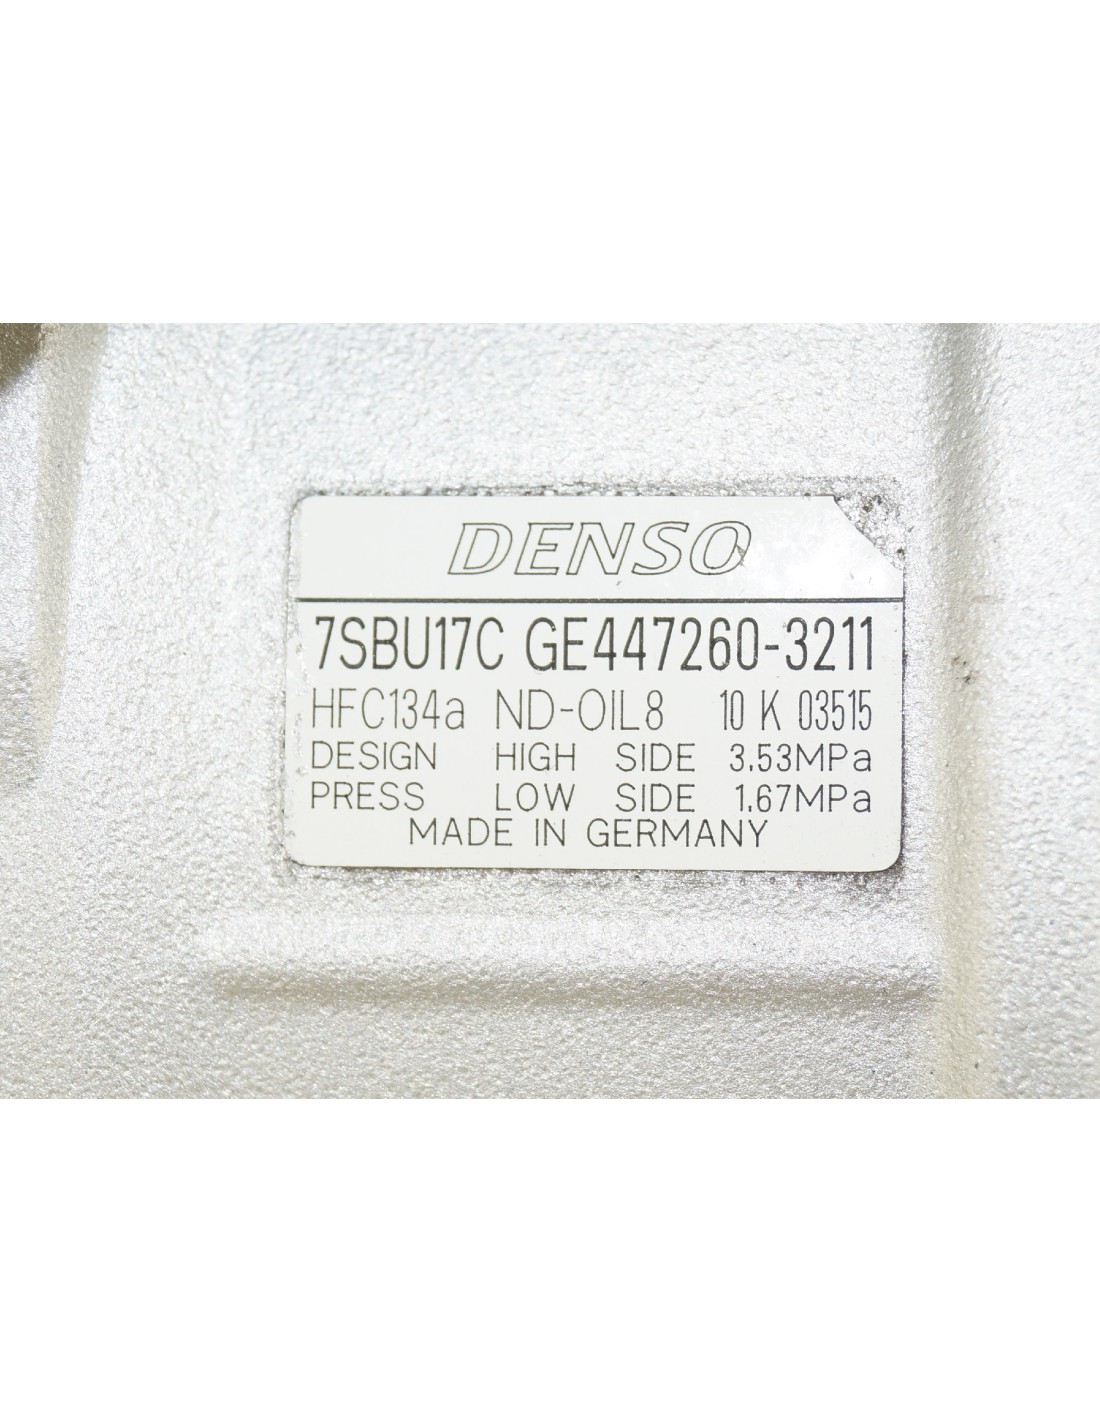 DENSO
7SBU17C GE447260-3211
HFC134a ND-OIL8 10 K 03515
DESIGN HIGH SIDE 3.53MPa
PRESS LOW SIDE 1.67MPa
MADE IN GERMANY